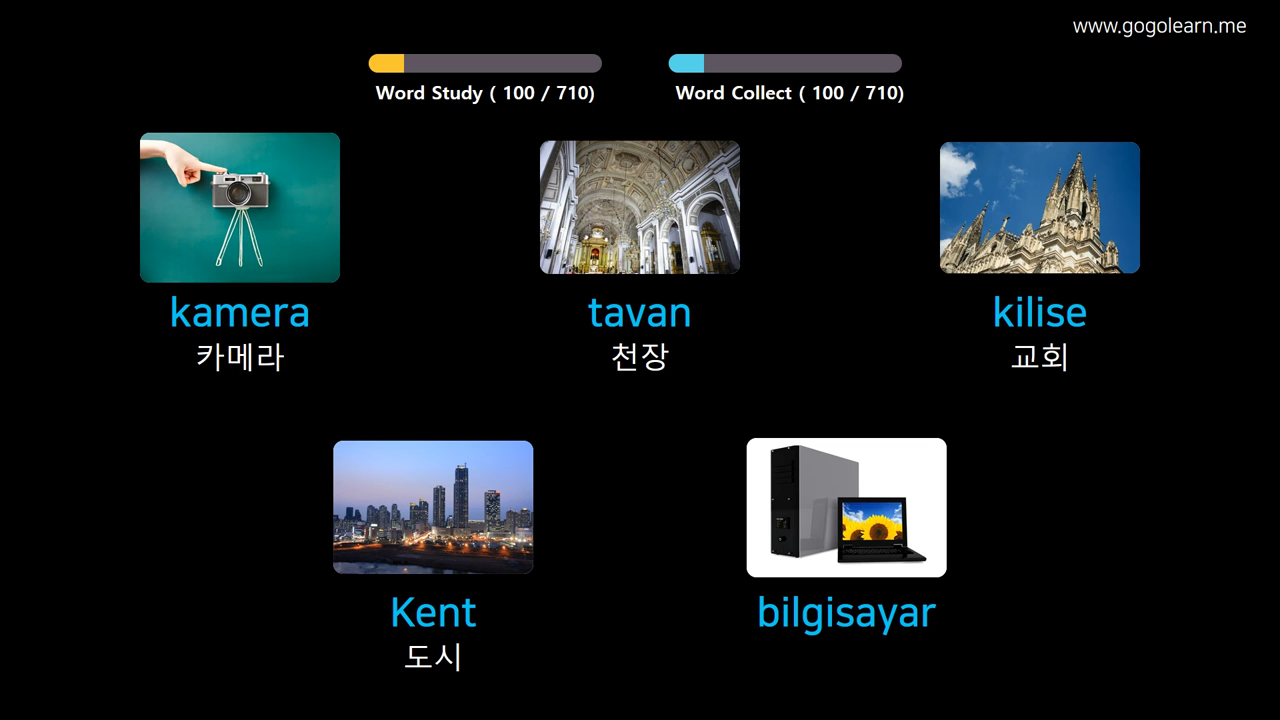 www.gogolearn.me
Word Study ( 100 / 710)
Word Collect ( 100 / 710)
kamera
카메라
tavan
천장
kilise
교회
Kent
도시
bilgisayar